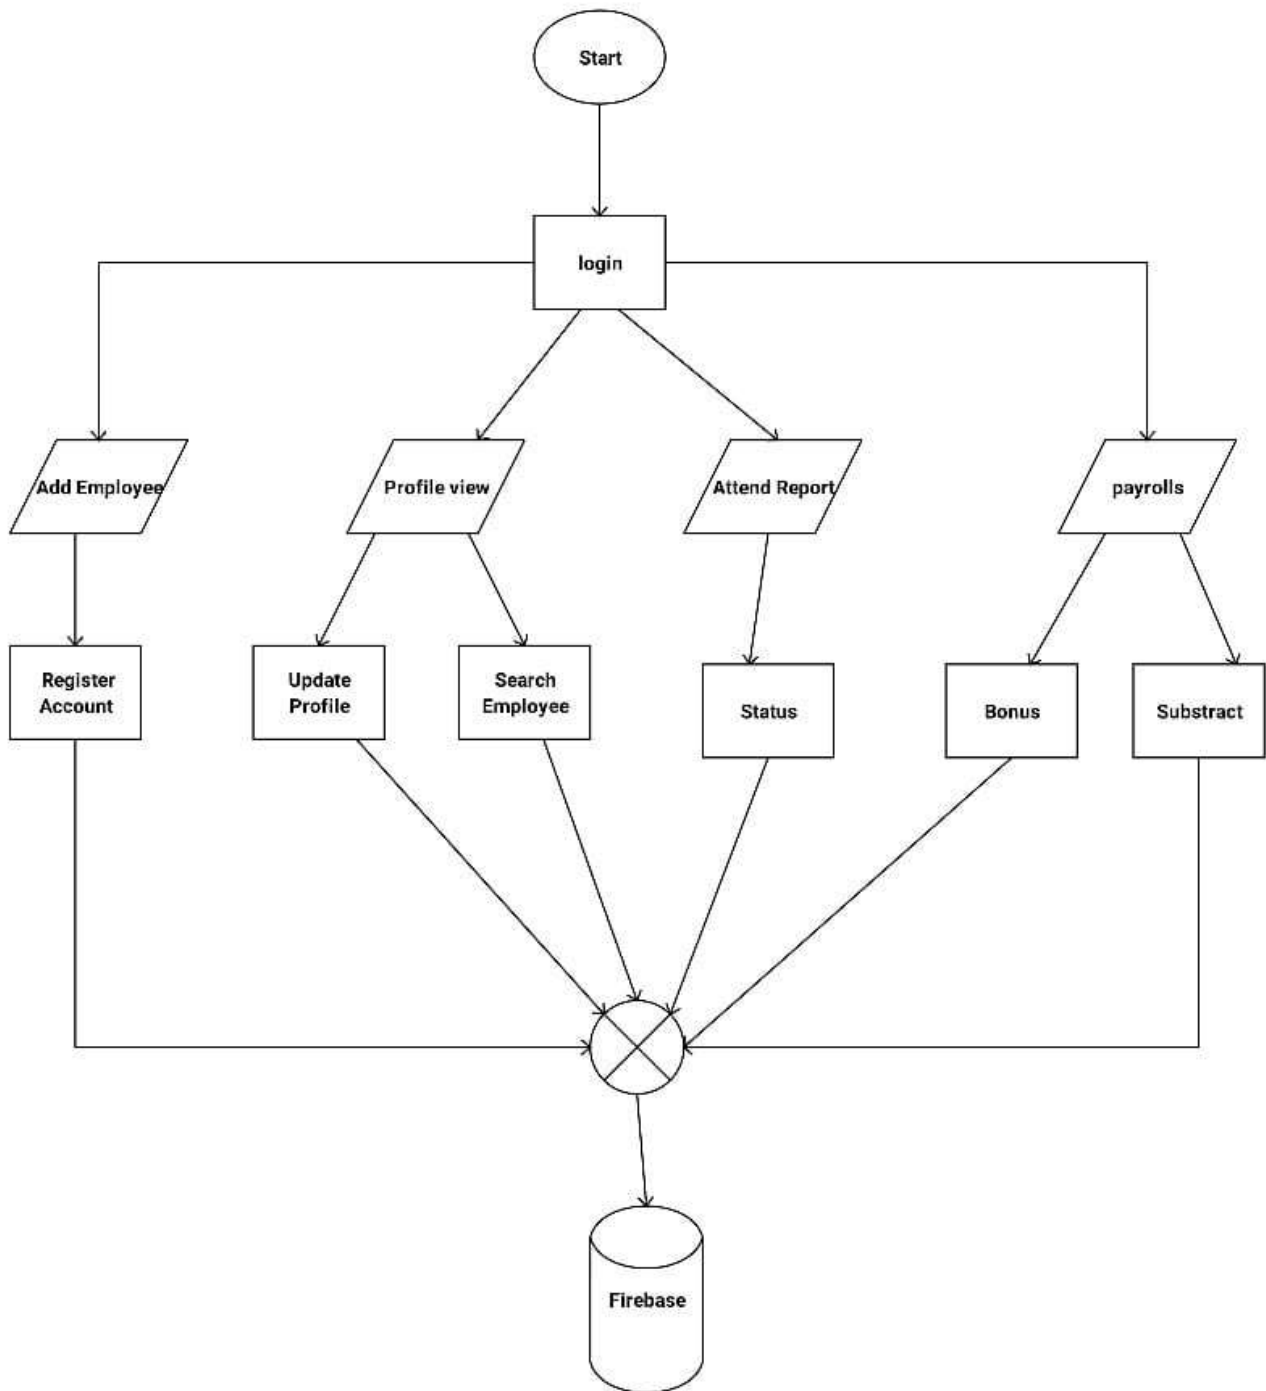 Start
login
Add Employee
Profile view
Attend Report
payrolls
Register
Account
Update
Profile
Search
Employee
Status
Bonus
Substract
Firebase